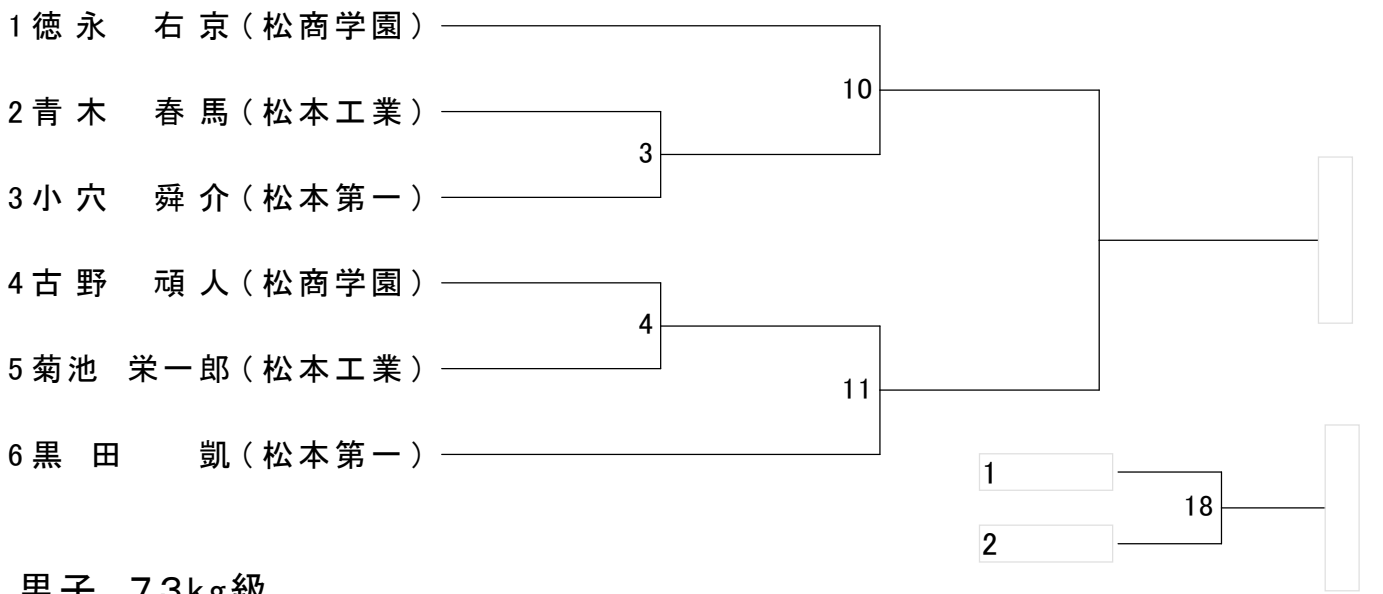 1 徳永 右京(松商学園)
10
2 青木 春馬(松本工業)
3
3 小穴 舜介(松本第一)
4 古野 頑人(松商学園)
4
5 菊池 栄一郎(松本工業)
11
6 黒田 凱(松本第一)
1
18
2
男子 73kg級